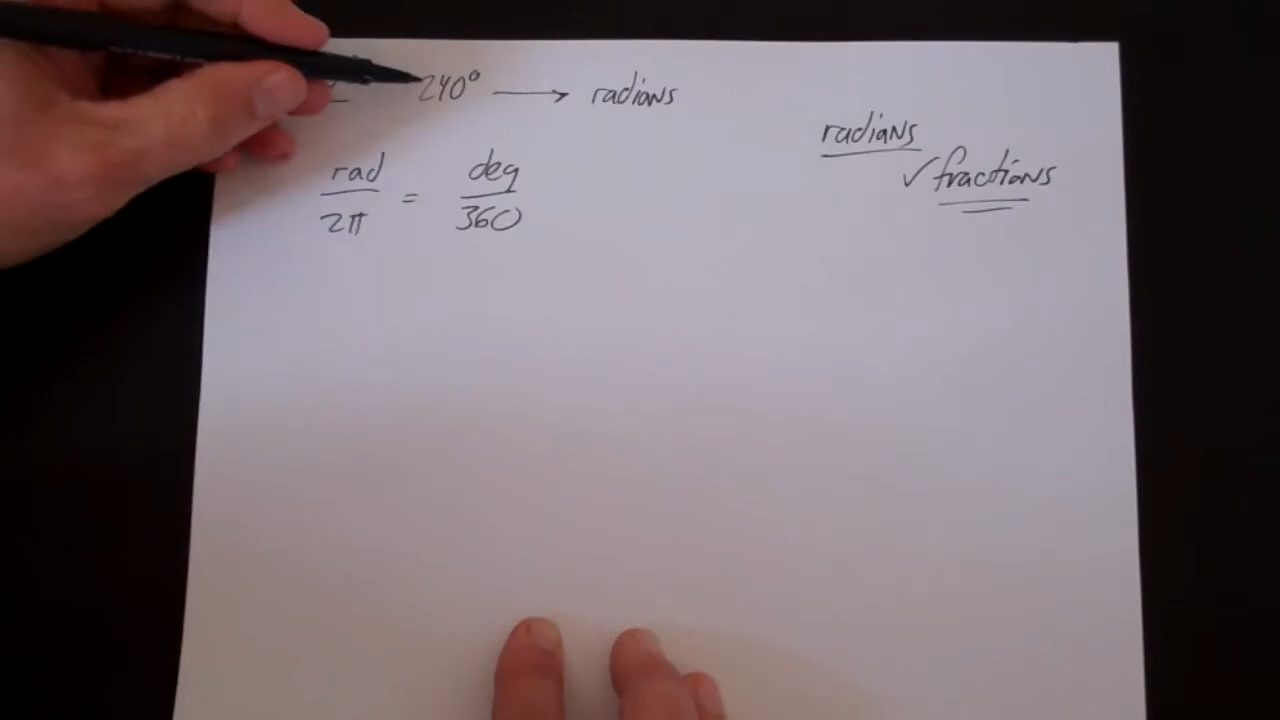 240° → radians
radians
✓ fractions
rad/2π = deg/360